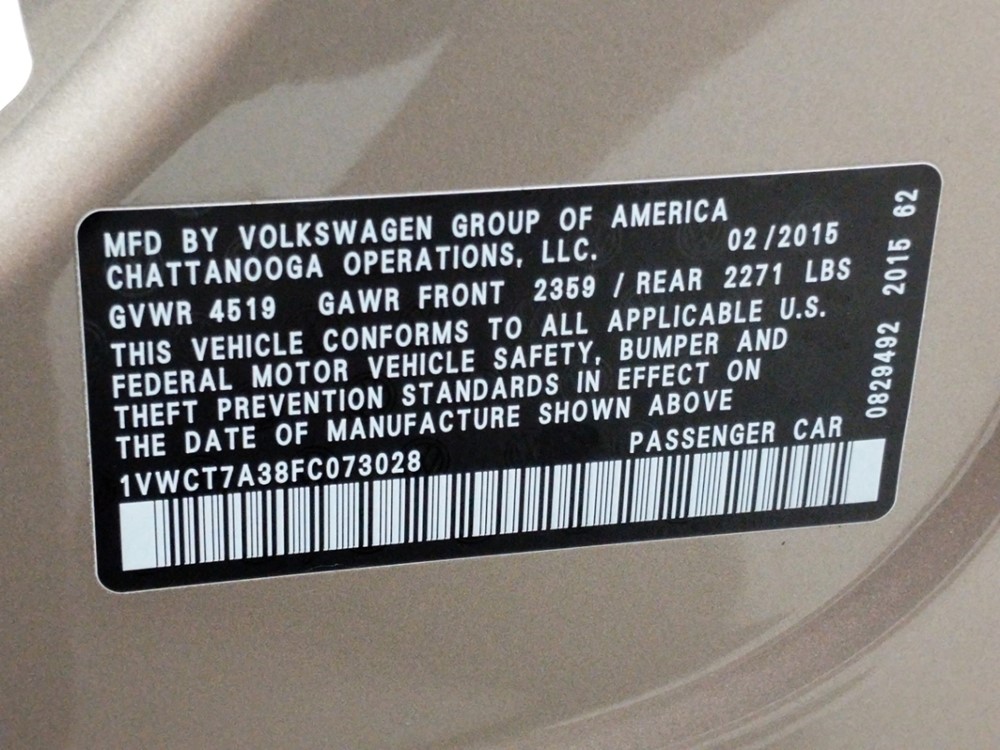 MFD BY VOLKSWAGEN GROUP OF AMERICA
CHATTANOOGA OPERATIONS, LLC. 02/2015
GVWR 4519 GAWR FRONT 2359 / REAR 2271 LBS
THIS VEHICLE CONFORMS TO ALL APPLICABLE U.S.
FEDERAL MOTOR VEHICLE SAFETY, BUMPER AND
THEFT PREVENTION STANDARDS IN EFFECT ON
THE DATE OF MANUFACTURE SHOWN ABOVE
1VWCT7A38FC073028 PASSENGER CAR
0829492 2015 62